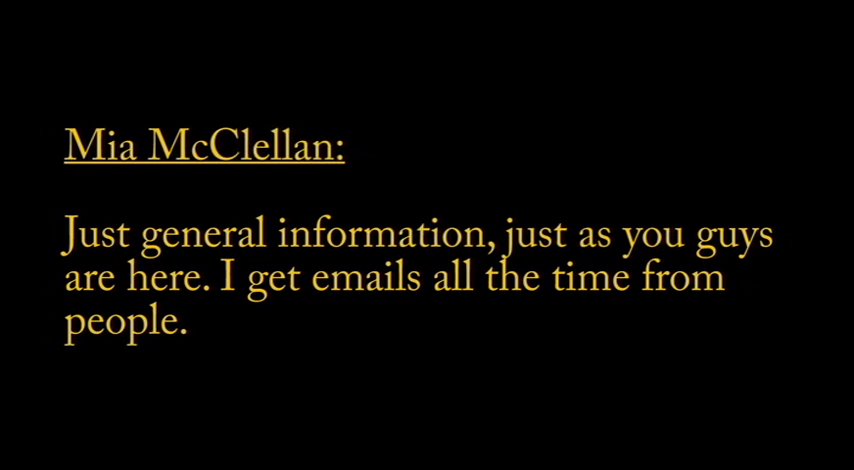 Mia McClellan:
Just general information, just as you guys
are here. I get emails all the time from
people.